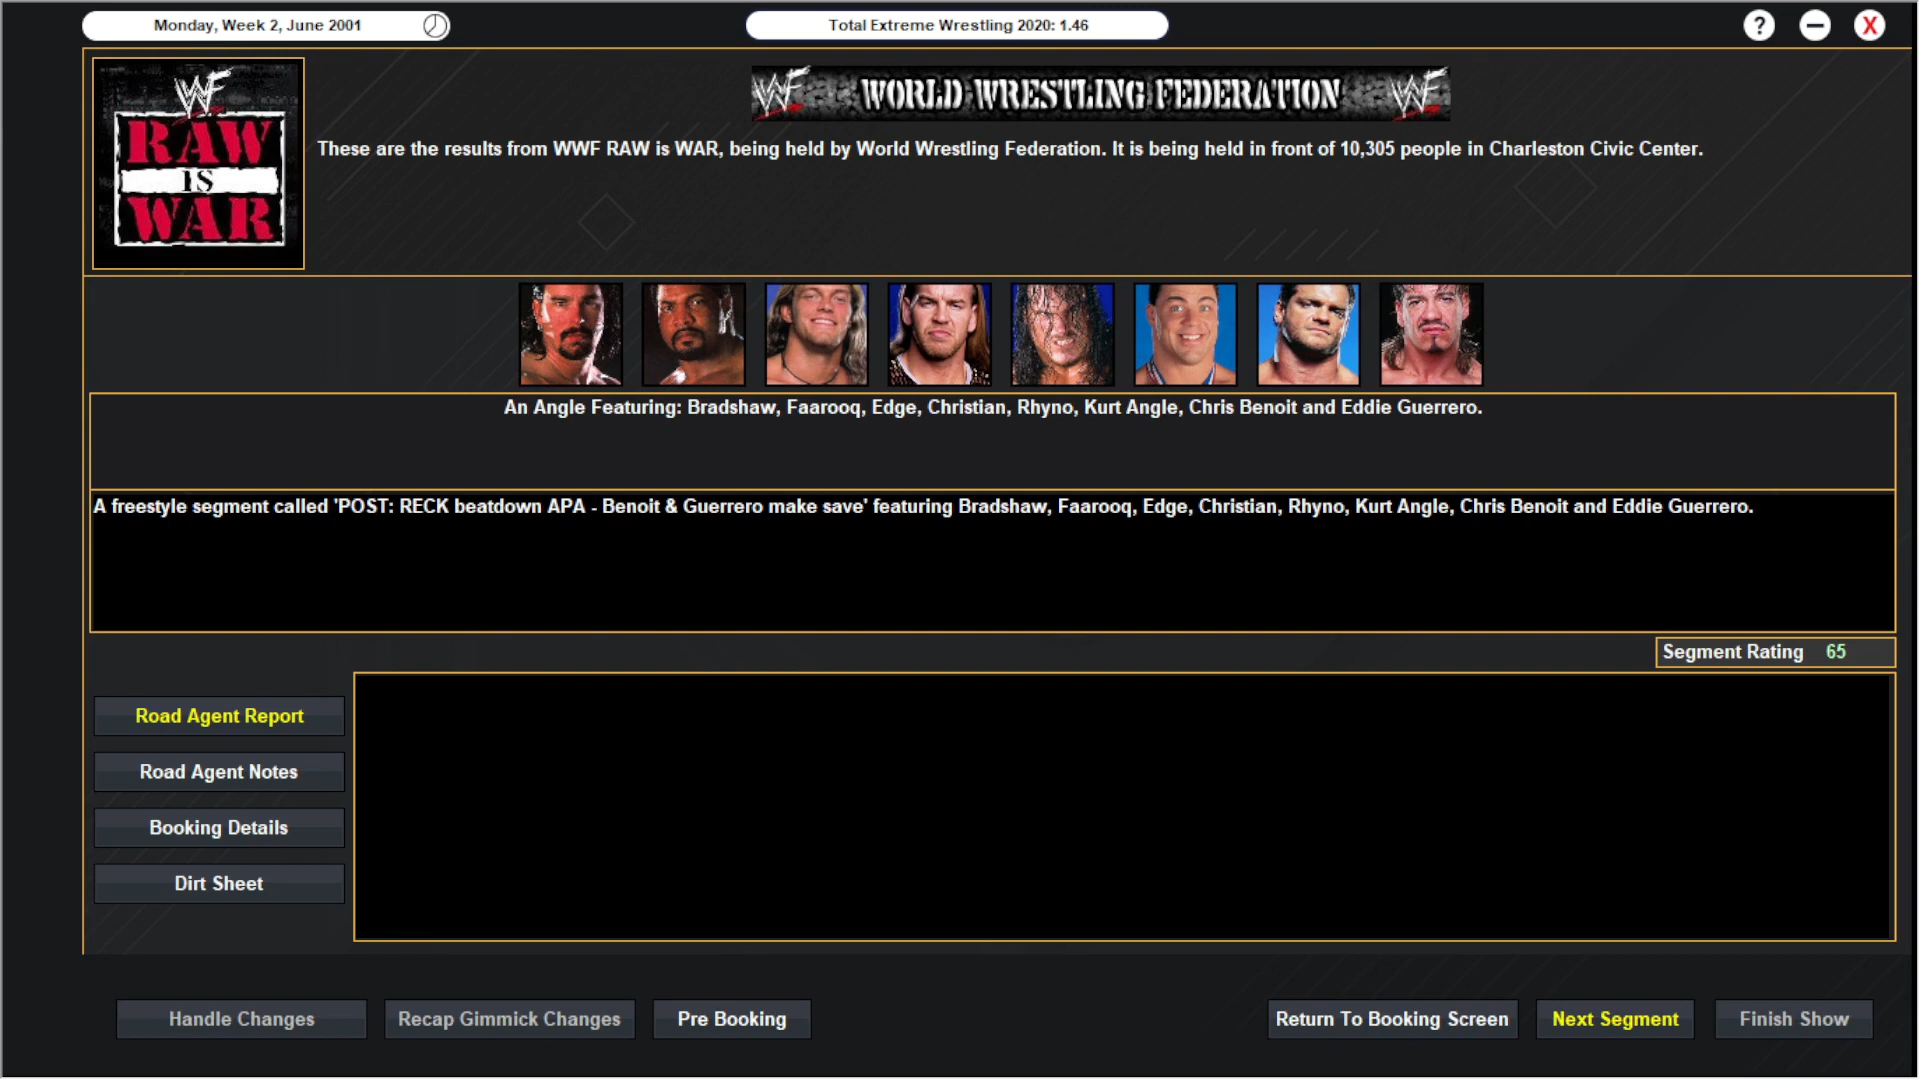 Monday, Week 2, June 2001
Total Extreme Wrestling 2020: 1.46
?
X
WF
RAW
IS
WAR
WF WORLD WRESTLING FEDERATION WF
These are the results from WWF RAW is WAR, being held by World Wrestling Federation. It is being held in front of 10,305 people in Charleston Civic Center.
An Angle Featuring: Bradshaw, Faarooq, Edge, Christian, Rhyno, Kurt Angle, Chris Benoit and Eddie Guerrero.
A freestyle segment called 'POST: RECK beatdown APA - Benoit & Guerrero make save' featuring Bradshaw, Faarooq, Edge, Christian, Rhyno, Kurt Angle, Chris Benoit and Eddie Guerrero.
Segment Rating 65
Road Agent Report
Road Agent Notes
Booking Details
Dirt Sheet
Handle Changes
Recap Gimmick Changes
Pre Booking
Return To Booking Screen
Next Segment
Finish Show